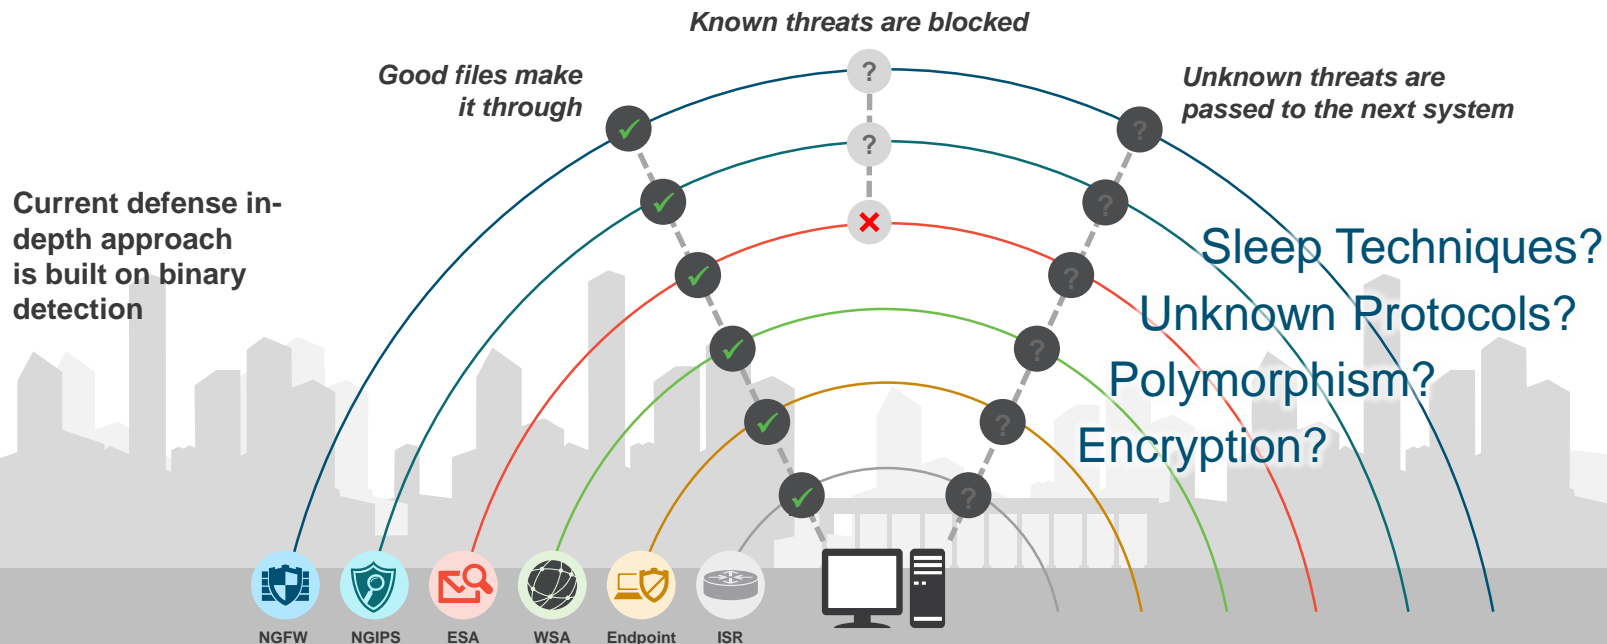 Known threats are blocked
Good files make
it through
Unknown threats are
passed to the next system
?
?
?
?
?
?
?
?
Current defense in-
depth approach
is built on binary
detection
Sleep Techniques?
Unknown Protocols?
Polymorphism?
Encryption?
NGFW
NGIPS
ESA
WSA
Endpoint
ISR